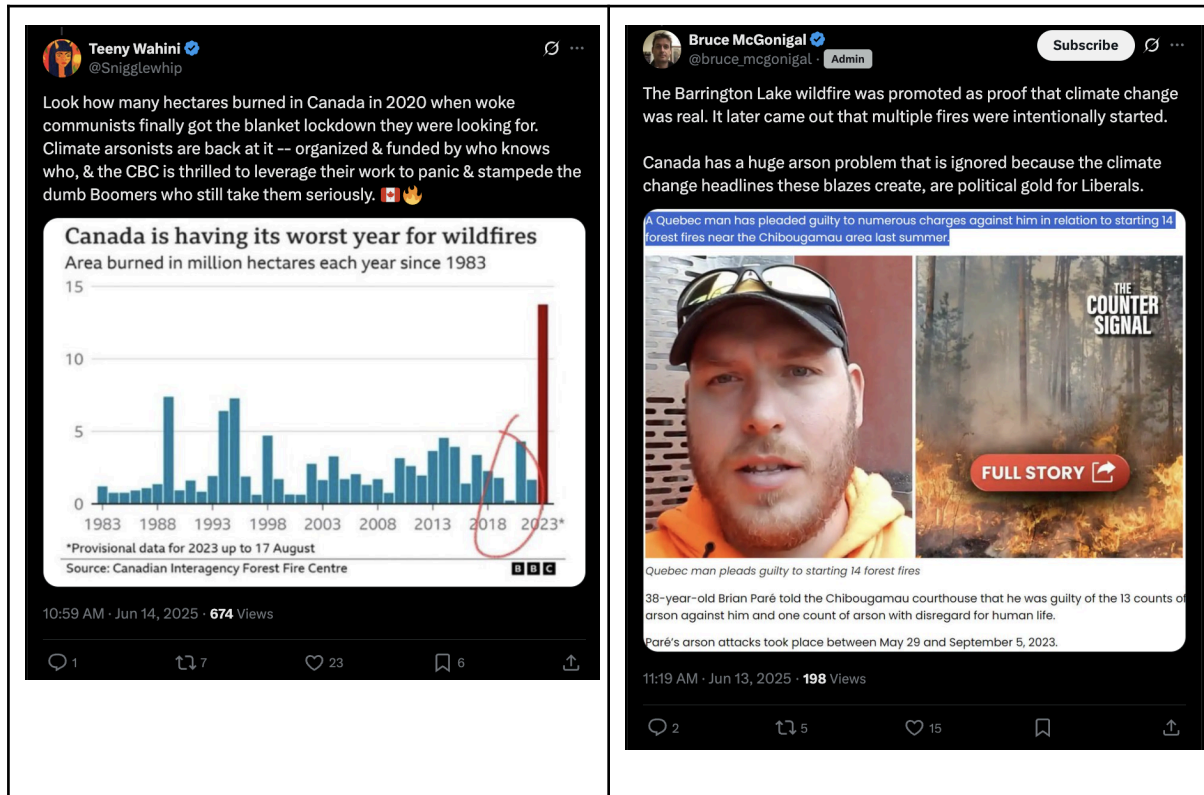 Teeny Wahini
@Snigglewhip
Look how many hectares burned in Canada in 2020 when woke
communists finally got the blanket lockdown they were looking for.
Climate arsonists are back at it -- organized & funded by who knows
who, & the CBC is thrilled to leverage their work to panic & stampede the
dumb Boomers who still take them seriously. 🇨🇦🔥
Canada is having its worst year for wildfires
Area burned in million hectares each year since 1983
15
10
5
0
1983 1988 1993 1998 2003 2008 2013 2018 2023*
*Provisional data for 2023 up to 17 August
Source: Canadian Interagency Forest Fire Centre
BBC
10:59 AM · Jun 14, 2025 · 674 Views
1 7 23 6
Bruce McGonigal
@bruce_mcgonigal · Admin
Subscribe
The Barrington Lake wildfire was promoted as proof that climate change
was real. It later came out that multiple fires were intentionally started.
Canada has a huge arson problem that is ignored because the climate
change headlines these blazes create, are political gold for Liberals.
A Quebec man has pleaded guilty to numerous charges against him in relation to starting 14
forest fires near the Chibougamau area last summer.
THE
COUNTER
SIGNAL
FULL STORY
Quebec man pleads guilty to starting 14 forest fires
38-year-old Brian Paré told the Chibougamau courthouse that he was guilty of the 13 counts of
arson against him and one count of arson with disregard for human life.
Paré's arson attacks took place between May 29 and September 5, 2023.
11:19 AM · Jun 13, 2025 · 198 Views
2 5 15